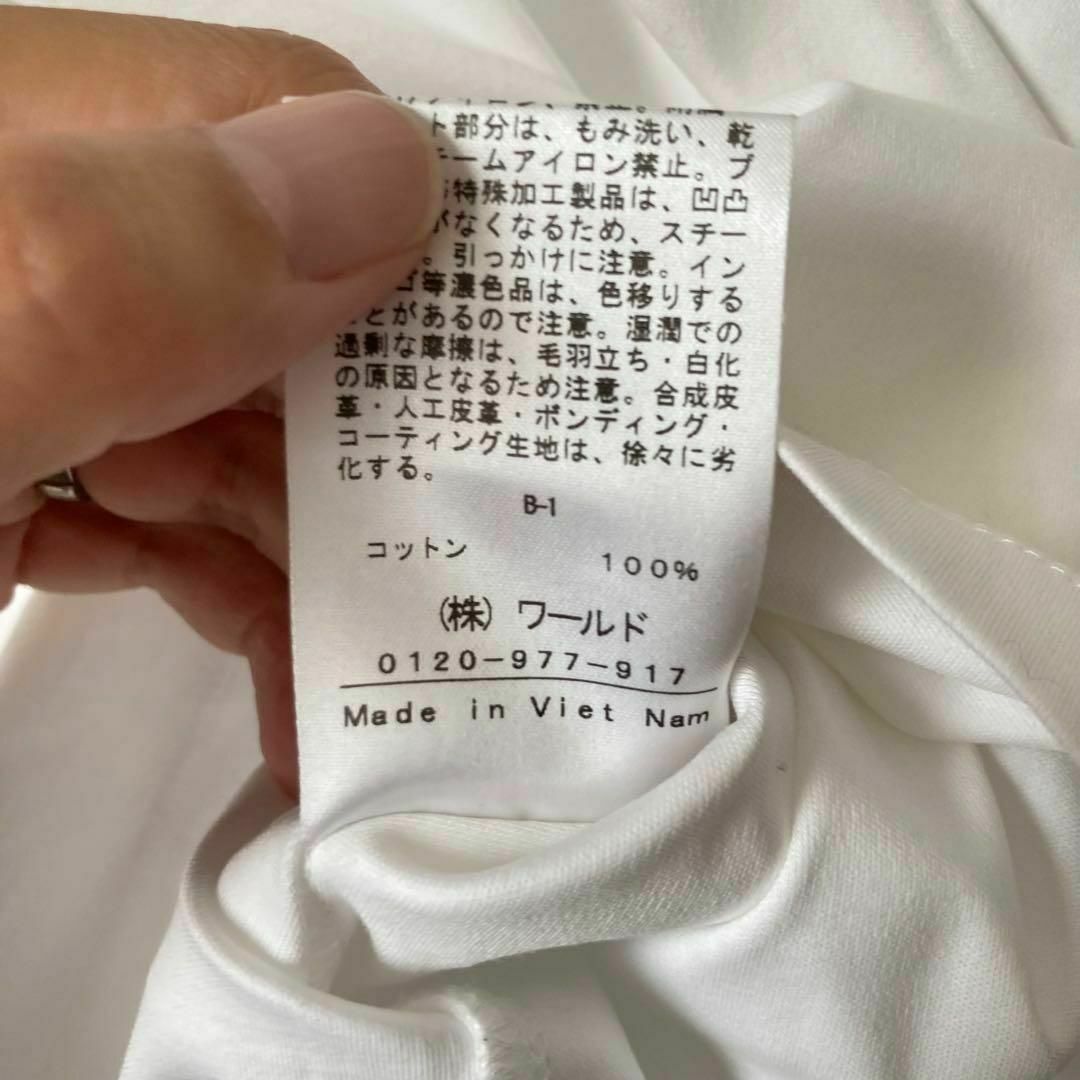 ト部分は、もみ洗い、乾
チームアイロン禁止。プ
特殊加工製品は、凹凸
がなくなるため、スチー
。引っかけに注意。イン
ゴ等濃色品は、色移りする
ことがあるので注意。湿潤での
過剰な摩擦は、毛羽立ち・白化
の原因となるため注意。合成皮
革・人工皮革・ボンディング・
コーティング生地は、徐々に劣
化する。
B-1
コットン 100%
(株) ワールド
0120-977-917
Made in Viet Nam